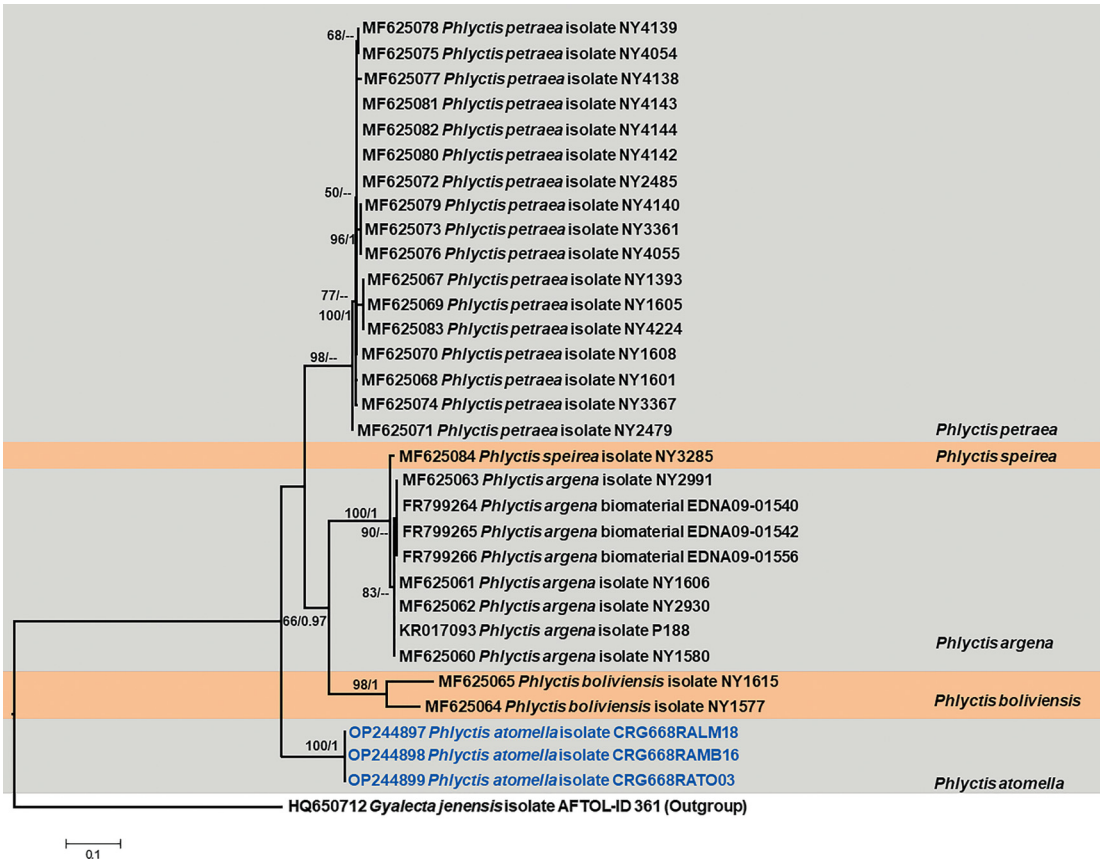 68/--
MF625078 Phlyctis petraea isolate NY4139
MF625075 Phlyctis petraea isolate NY4054
MF625077 Phlyctis petraea isolate NY4138
MF625081 Phlyctis petraea isolate NY4143
MF625082 Phlyctis petraea isolate NY4144
MF625080 Phlyctis petraea isolate NY4142
MF625072 Phlyctis petraea isolate NY2485
50/--
MF625079 Phlyctis petraea isolate NY4140
MF625073 Phlyctis petraea isolate NY3361
96/1
MF625076 Phlyctis petraea isolate NY4055
MF625067 Phlyctis petraea isolate NY1393
77/--
MF625069 Phlyctis petraea isolate NY1605
100/1
MF625083 Phlyctis petraea isolate NY4224
98/--
MF625070 Phlyctis petraea isolate NY1608
MF625068 Phlyctis petraea isolate NY1601
MF625074 Phlyctis petraea isolate NY3367
MF625071 Phlyctis petraea isolate NY2479
Phlyctis petraea
MF625084 Phlyctis speirea isolate NY3285
Phlyctis speirea
MF625063 Phlyctis argena isolate NY2991
FR799264 Phlyctis argena biomaterial EDNA09-01540
100/1
90/--
FR799265 Phlyctis argena biomaterial EDNA09-01542
FR799266 Phlyctis argena biomaterial EDNA09-01556
MF625061 Phlyctis argena isolate NY1606
83/--
MF625062 Phlyctis argena isolate NY2930
66/0.97
KR017093 Phlyctis argena isolate P188
Phlyctis argena
MF625060 Phlyctis argena isolate NY1580
98/1
MF625065 Phlyctis boliviensis isolate NY1615
MF625064 Phlyctis boliviensis isolate NY1577
Phlyctis boliviensis
OP244897 Phlyctis atomella isolate CRG668RALM18
100/1
OP244898 Phlyctis atomella isolate CRG668RAMB16
OP244899 Phlyctis atomella isolate CRG668RATO03
Phlyctis atomella
HQ650712 Gyalecta jenensis isolate AFTOL-ID 361 (Outgroup)
0.1